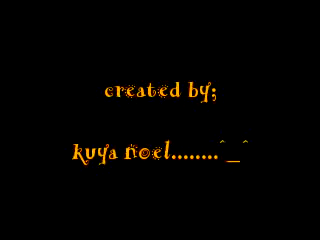 created by;
kuya noel........^_^